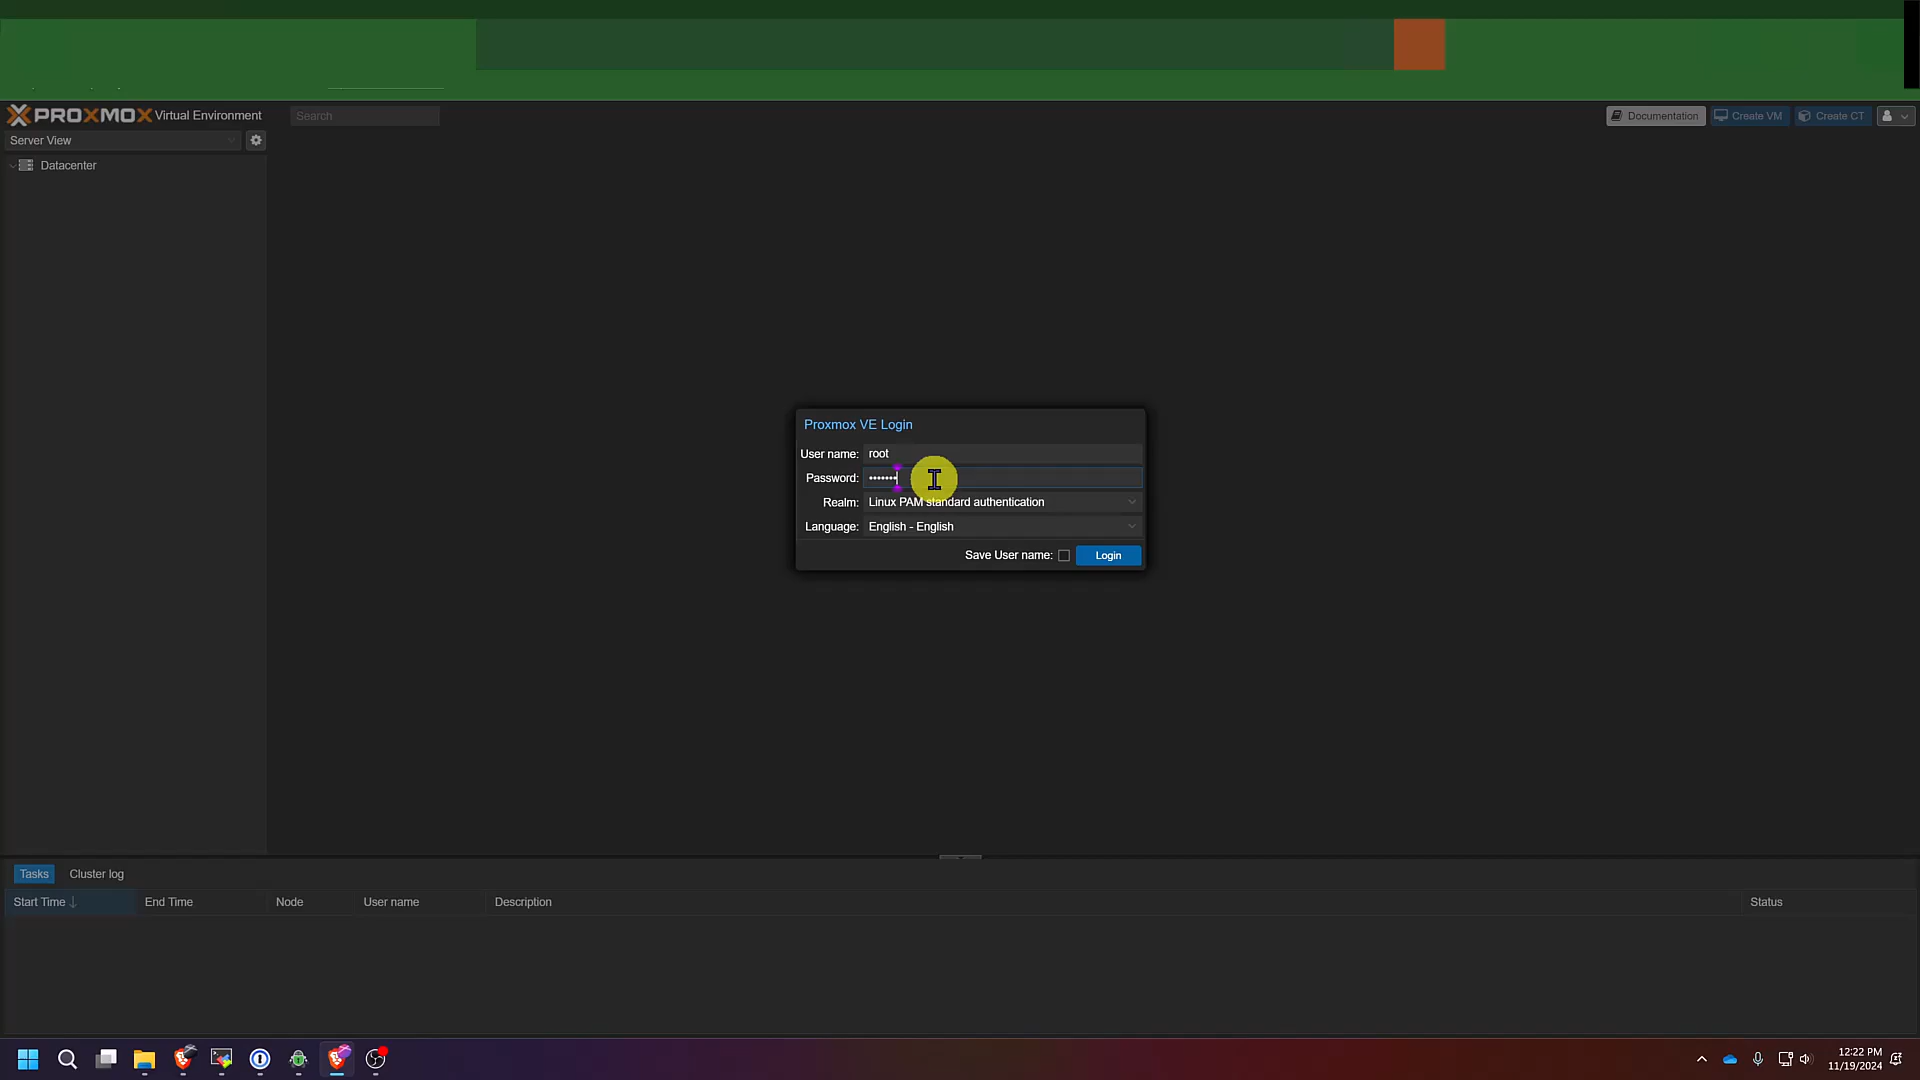 PROXMOX Virtual Environment
Search
Documentation
Create VM
Create CT
Server View
Datacenter
Proxmox VE Login
User name: root
Password: •••••••
Realm: Linux PAM standard authentication
Language: English - English
Save User name:
Login
Tasks
Cluster log
Start Time
End Time
Node
User name
Description
Status
12:22 PM
11/19/2024